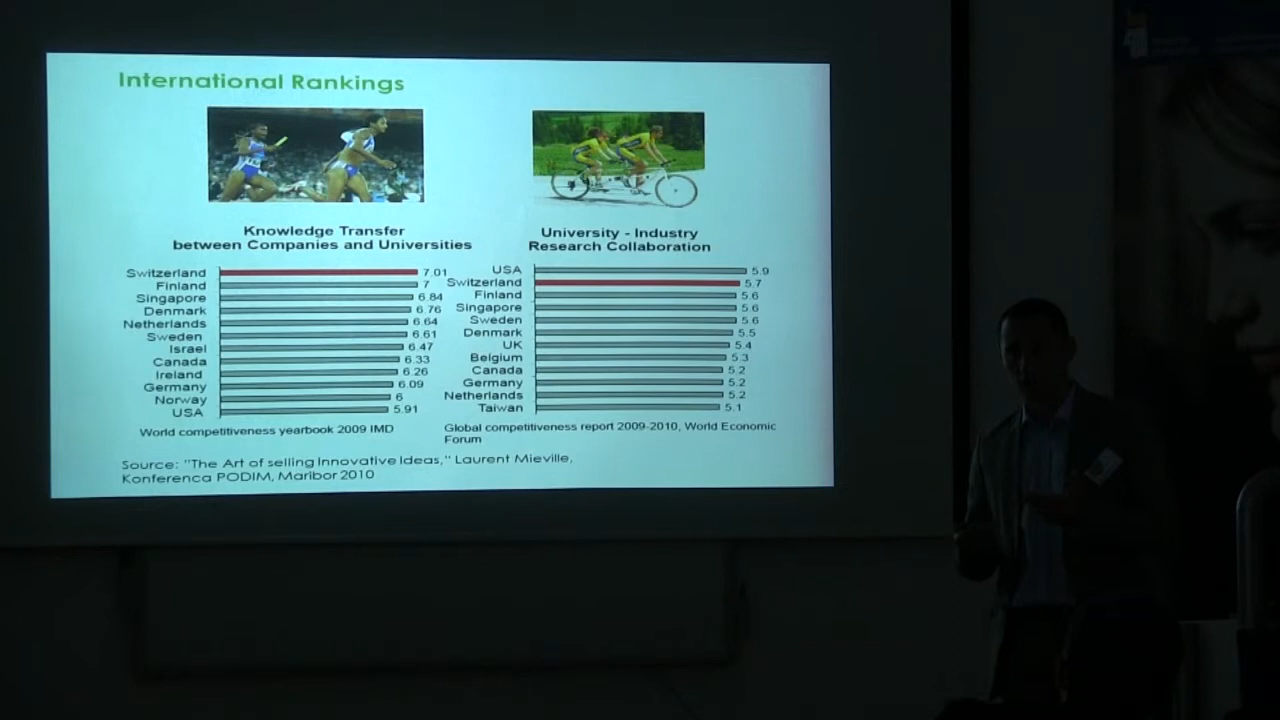 International Rankings
Knowledge Transfer
between Companies and Universities
Switzerland 7.01
Finland 7
Singapore 6.84
Denmark 6.76
Netherlands 6.64
Sweden 6.61
Israel 6.47
Canada 6.33
Ireland 6.26
Germany 6.09
Norway 6
USA 5.91
World competitiveness yearbook 2009 IMD
University - Industry
Research Collaboration
USA 5.9
Switzerland 5.7
Finland 5.6
Singapore 5.6
Sweden 5.6
Denmark 5.5
UK 5.4
Belgium 5.3
Canada 5.2
Germany 5.2
Netherlands 5.2
Taiwan 5.1
Global competitiveness report 2009-2010, World Economic
Forum
Source: "The Art of selling Innovative Ideas," Laurent Mieville,
Konferenca PODIM, Maribor 2010